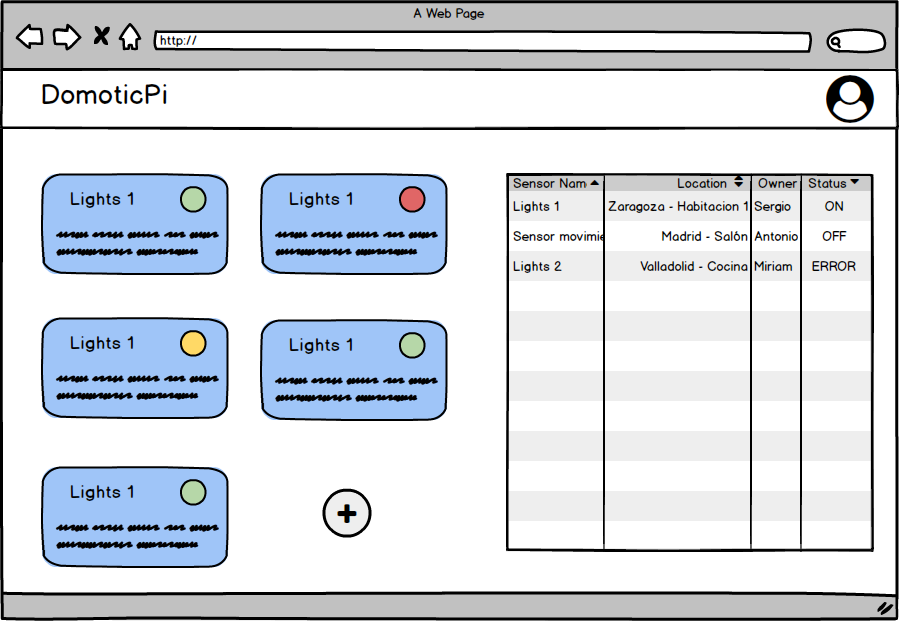 A Web Page
http://
DomoticPi
Lights 1
Lights 1
Lights 1
Lights 1
Lights 1
Sensor Nam Location Owner Status
Lights 1 Zaragoza - Habitacion 1 Sergio ON
Sensor movimie Madrid - Salón Antonio OFF
Lights 2 Valladolid - Cocina Miriam ERROR